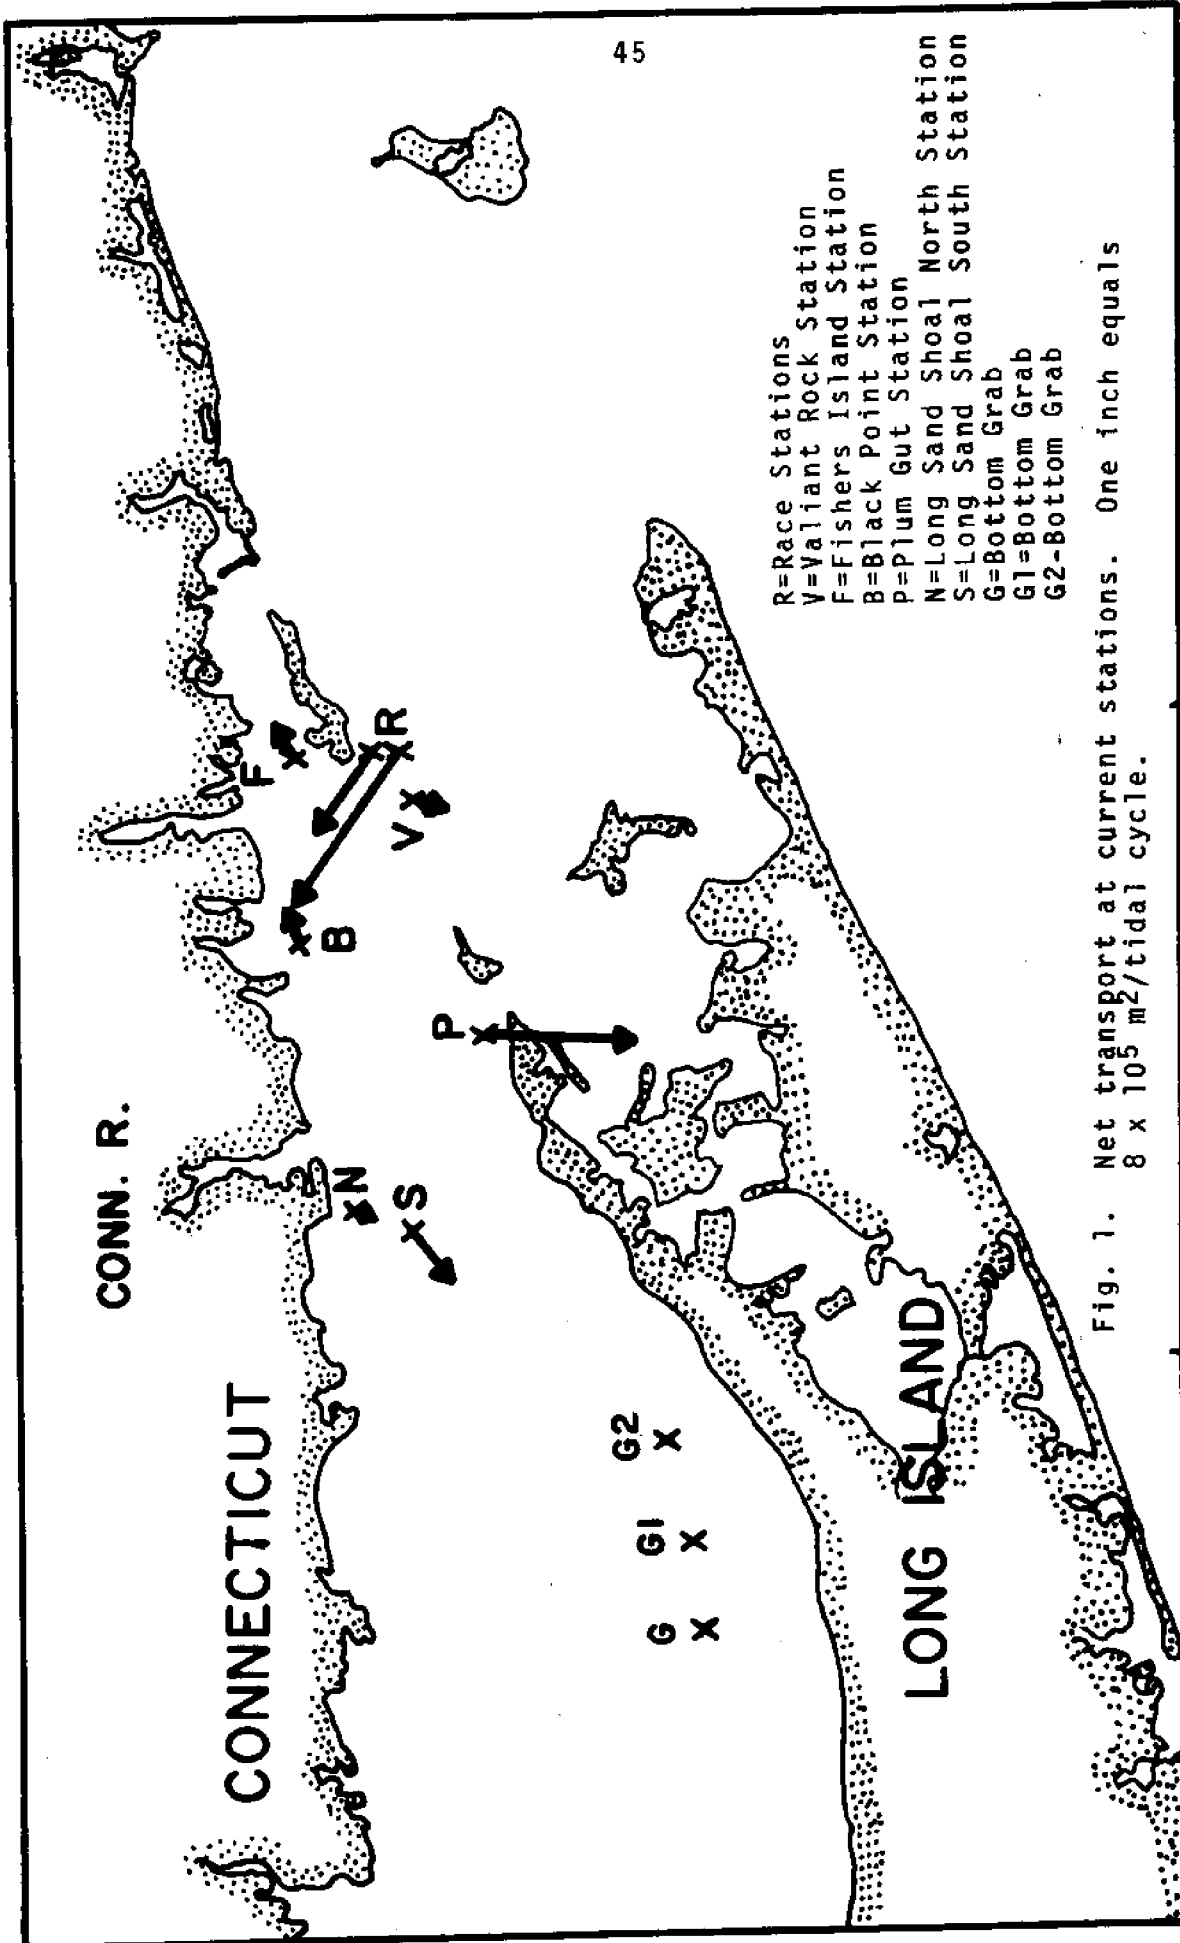 45
CONN. R.
CONNECTICUT
F
R
V
B
P
N
S
G2
G1
G
LONG ISLAND
R=Race Stations
V=Valiant Rock Station
F=Fishers Island Station
B=Black Point Station
P=Plum Gut Station
N=Long Sand Shoal North Station
S=Long Sand Shoal South Station
G=Bottom Grab
G1=Bottom Grab
G2-Bottom Grab
Fig. 1. Net transport at current stations. One inch equals
8 x 10⁵ m²/tidal cycle.